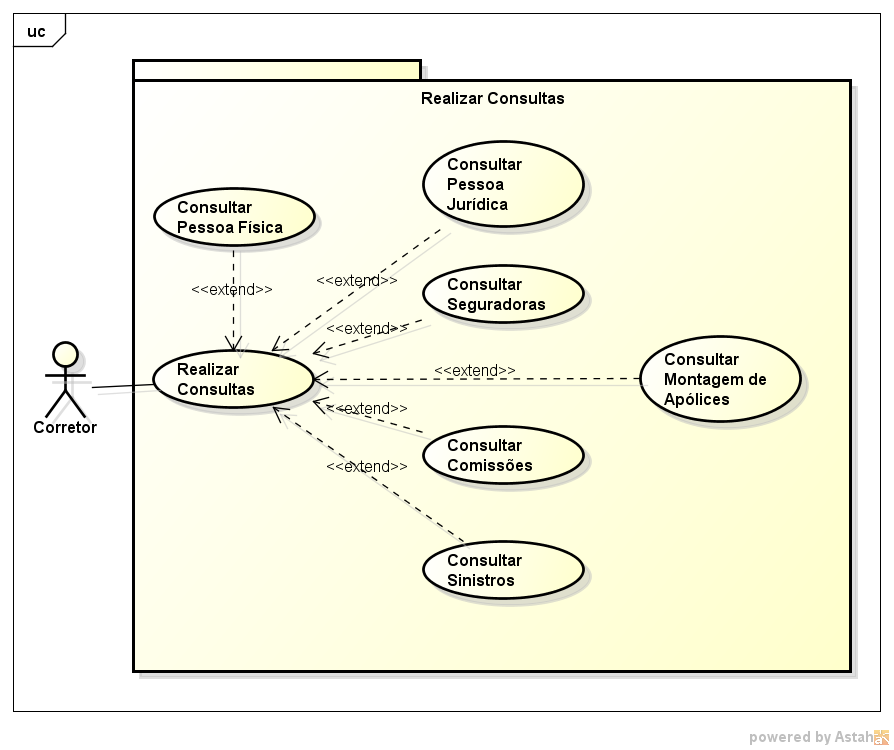 uc
Realizar Consultas
Consultar
Pessoa
Jurídica
Consultar
Pessoa Física
<<extend>>
<<extend>>
Consultar
Seguradoras
<<extend>>
Realizar
Consultas
<<extend>>
Consultar
Montagem de
Apólices
Corretor
<<extend>>
Consultar
Comissões
<<extend>>
Consultar
Sinistros
powered by Astah